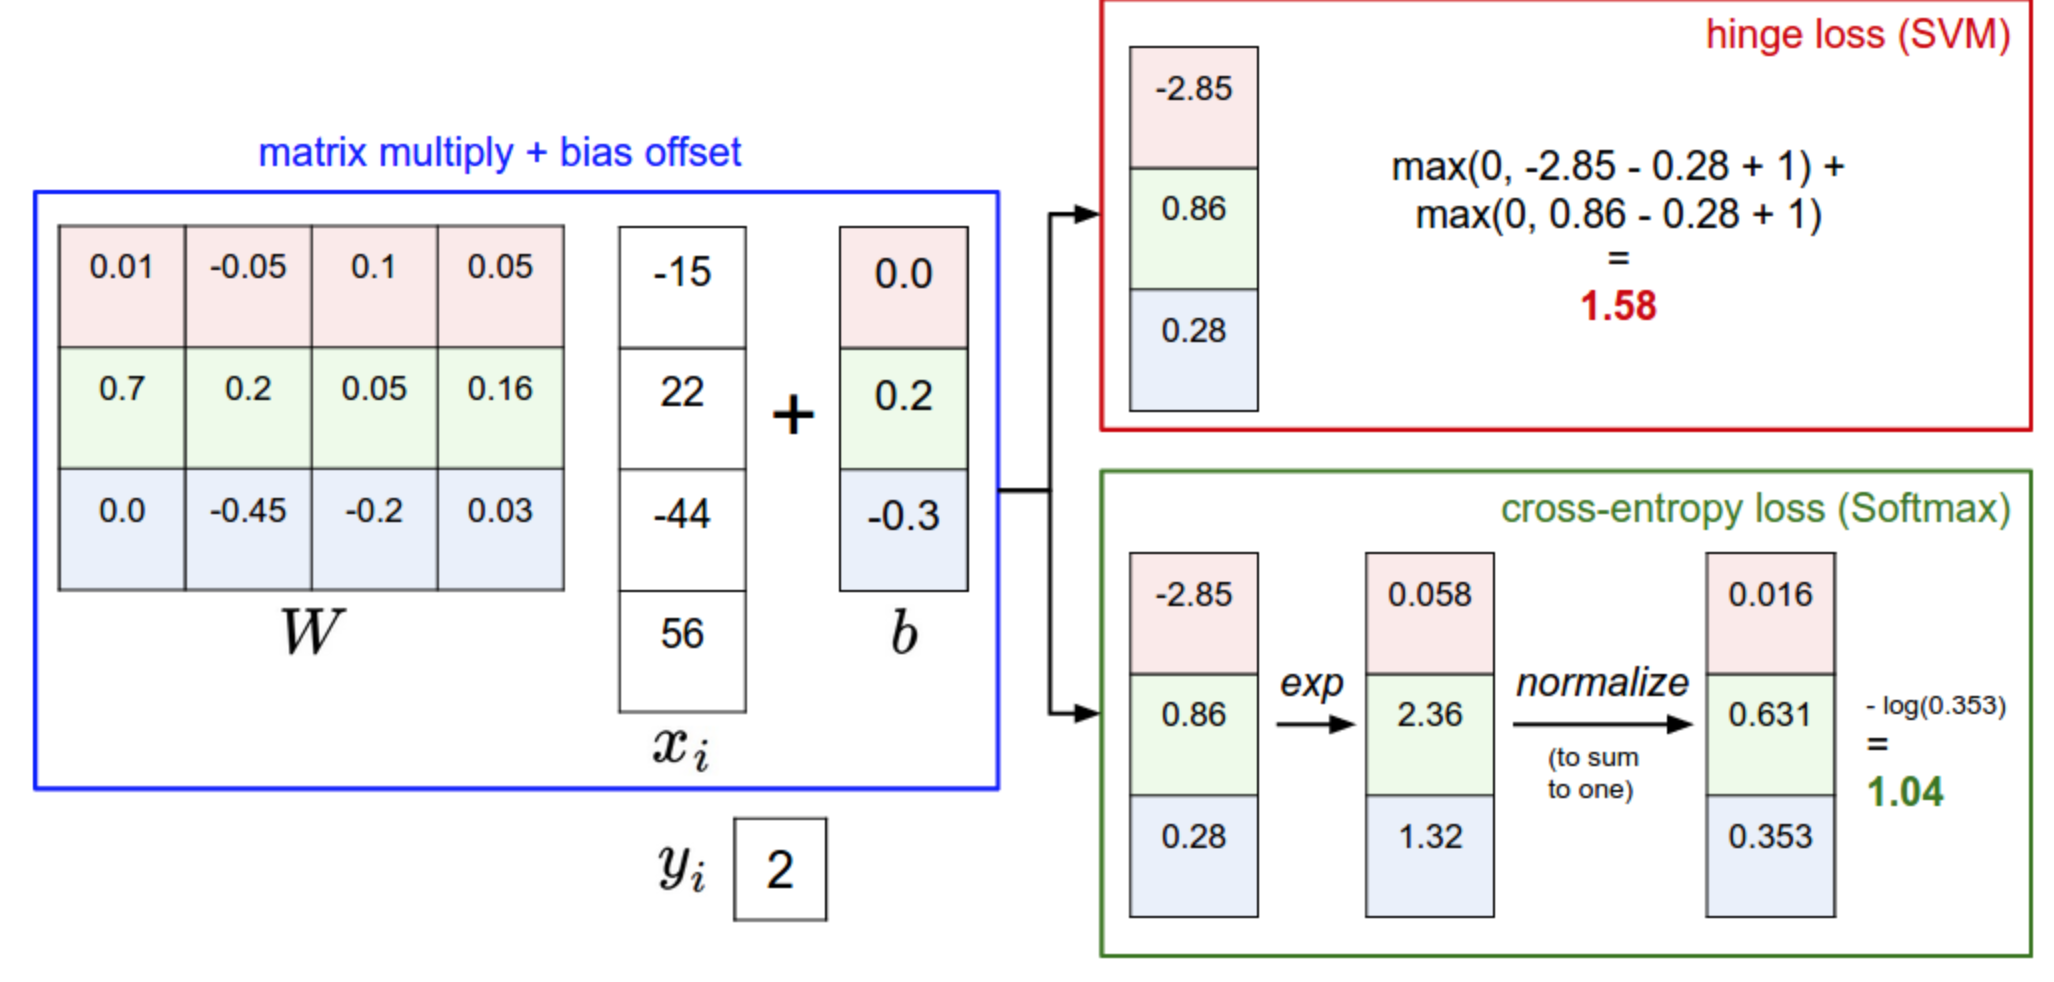 matrix multiply + bias offset
0.01 -0.05 0.1 0.05
0.7 0.2 0.05 0.16
0.0 -0.45 -0.2 0.03
W
-15
22
-44
56
x_i
+
0.0
0.2
-0.3
b
y_i 2
hinge loss (SVM)
-2.85
0.86
0.28
max(0, -2.85 - 0.28 + 1) +
max(0, 0.86 - 0.28 + 1)
=
1.58
cross-entropy loss (Softmax)
-2.85
0.86
0.28
exp
0.058
2.36
1.32
normalize
(to sum
to one)
0.016
0.631
0.353
- log(0.353)
=
1.04